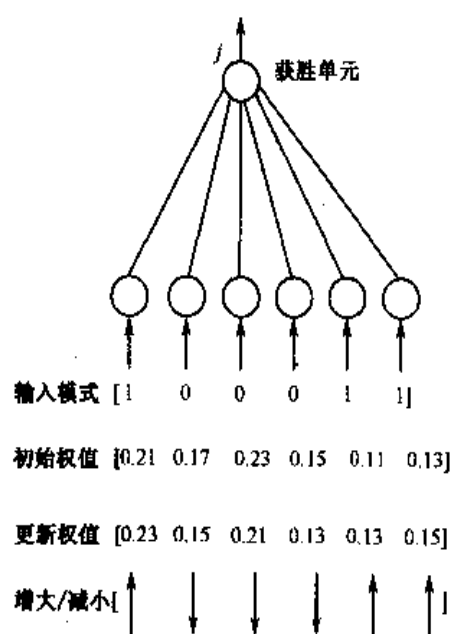 j
获胜单元
输入模式 [1 0 0 0 1 1]
初始权值 [0.21 0.17 0.23 0.15 0.11 0.13]
更新权值 [0.23 0.15 0.21 0.13 0.13 0.15]
增大/减小[ ]